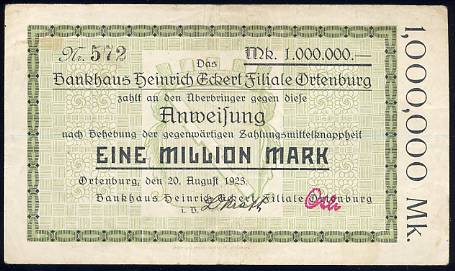 Nr. 572
Mk. 1.000,000.—
Das
Bankhaus Heinrich Eckert Filiale Ortenburg
zahlt an den Überbringer gegen diese
Anweisung
nach Behebung der gegenwärtigen Zahlungsmittelknappheit
EINE MILLION MARK
Ortenburg, den 20. August 1923.
Bankhaus Heinrich Eckert Filiale Ortenburg
1,000,000 Mk.